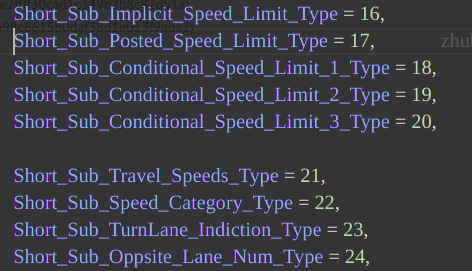 Short_Sub_Implicit_Speed_Limit_Type = 16,
Short_Sub_Posted_Speed_Limit_Type = 17,
Short_Sub_Conditional_Speed_Limit_1_Type = 18,
Short_Sub_Conditional_Speed_Limit_2_Type = 19,
Short_Sub_Conditional_Speed_Limit_3_Type = 20,
Short_Sub_Travel_Speeds_Type = 21,
Short_Sub_Speed_Category_Type = 22,
Short_Sub_TurnLane_Indiction_Type = 23,
Short_Sub_Oppsite_Lane_Num_Type = 24,